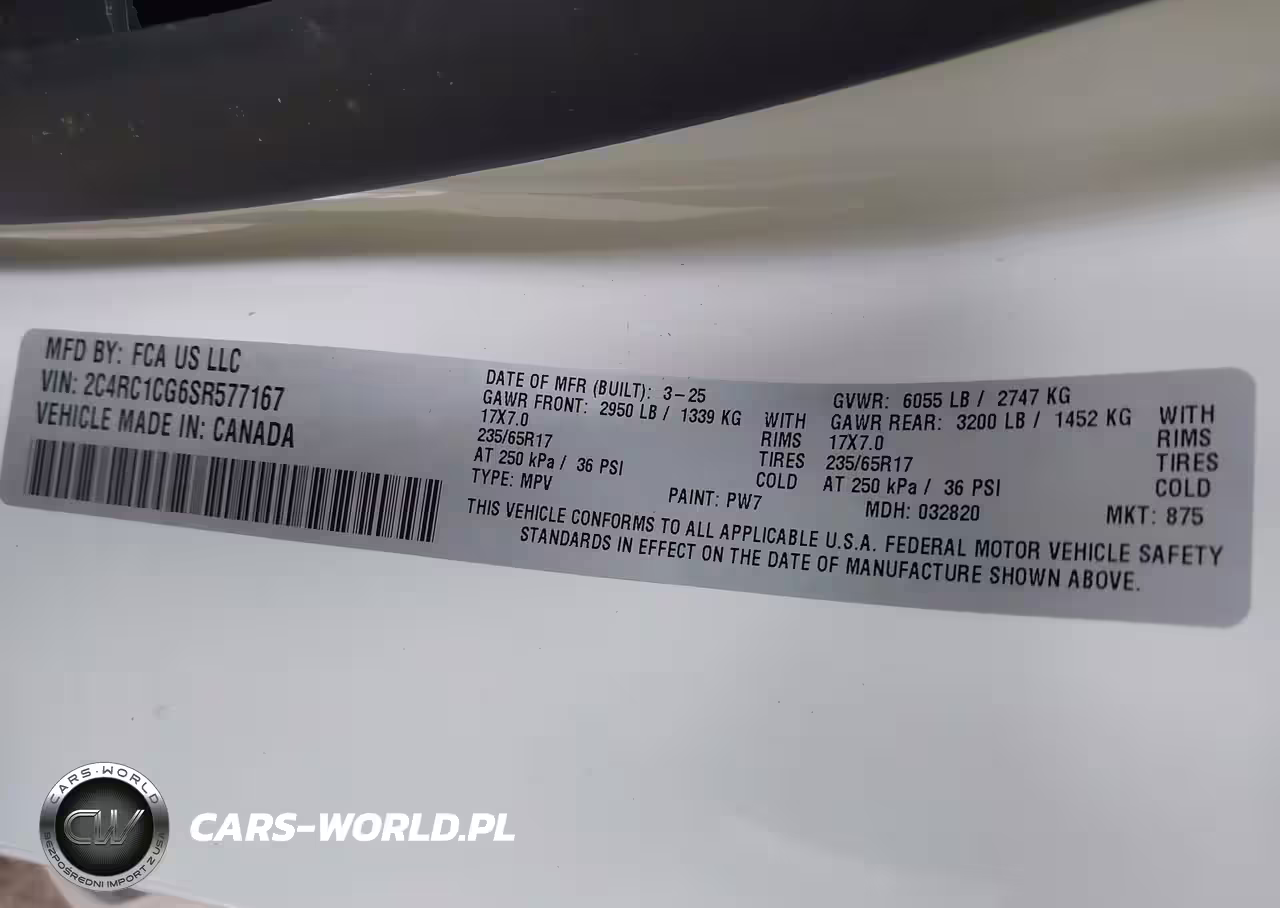 MFD BY: FCA US LLC
VIN: 2C4RC1CG6SR577167
VEHICLE MADE IN: CANADA
DATE OF MFR (BUILT): 3-25
GAWR FRONT: 2950 LB / 1339 KG WITH
17X7.0 RIMS
235/65R17 TIRES
AT 250 kPa / 36 PSI COLD
TYPE: MPV PAINT: PW7
GVWR: 6055 LB / 2747 KG
GAWR REAR: 3200 LB / 1452 KG WITH
17X7.0 RIMS
235/65R17 TIRES
AT 250 kPa / 36 PSI COLD
MDH: 032820 MKT: 875
THIS VEHICLE CONFORMS TO ALL APPLICABLE U.S.A. FEDERAL MOTOR VEHICLE SAFETY
STANDARDS IN EFFECT ON THE DATE OF MANUFACTURE SHOWN ABOVE.
CARS-WORLD
CW
BEZPOŚREDNI IMPORT Z USA
CARS-WORLD.PL